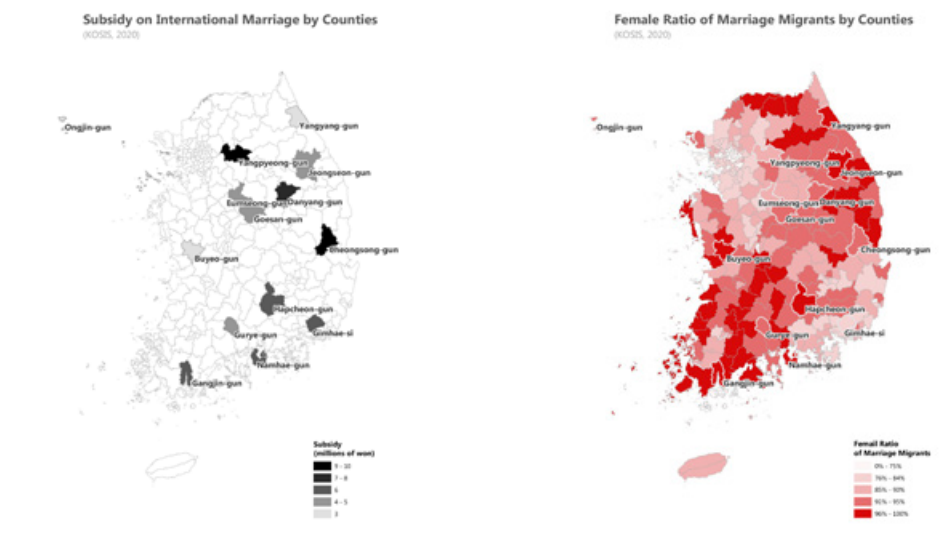 Subsidy on International Marriage by Counties
(KOSIS, 2020)
Ongjin-gun
Yangyang-gun
Yangpyeong-gun
Jeongseon-gun
Eumseong-gun
Danyang-gun
Goesan-gun
Cheongsong-gun
Buyeo-gun
Hapcheon-gun
Gurye-gun
Gimhae-si
Namhae-gun
Gangjin-gun
Subsidy
(millions of won)
9 - 10
7 - 8
6
4 - 5
3
Female Ratio of Marriage Migrants by Counties
(KOSIS, 2020)
Ongjin-gun
Yangyang-gun
Yangpyeong-gun
Jeongseon-gun
Eumseong-gun
Danyang-gun
Goesan-gun
Cheongsong-gun
Buyeo-gun
Hapcheon-gun
Gurye-gun
Gimhae-si
Namhae-gun
Gangjin-gun
Femail Ratio
of Marriage Migrants
0% - 75%
76% - 84%
85% - 90%
91% - 95%
96% - 100%